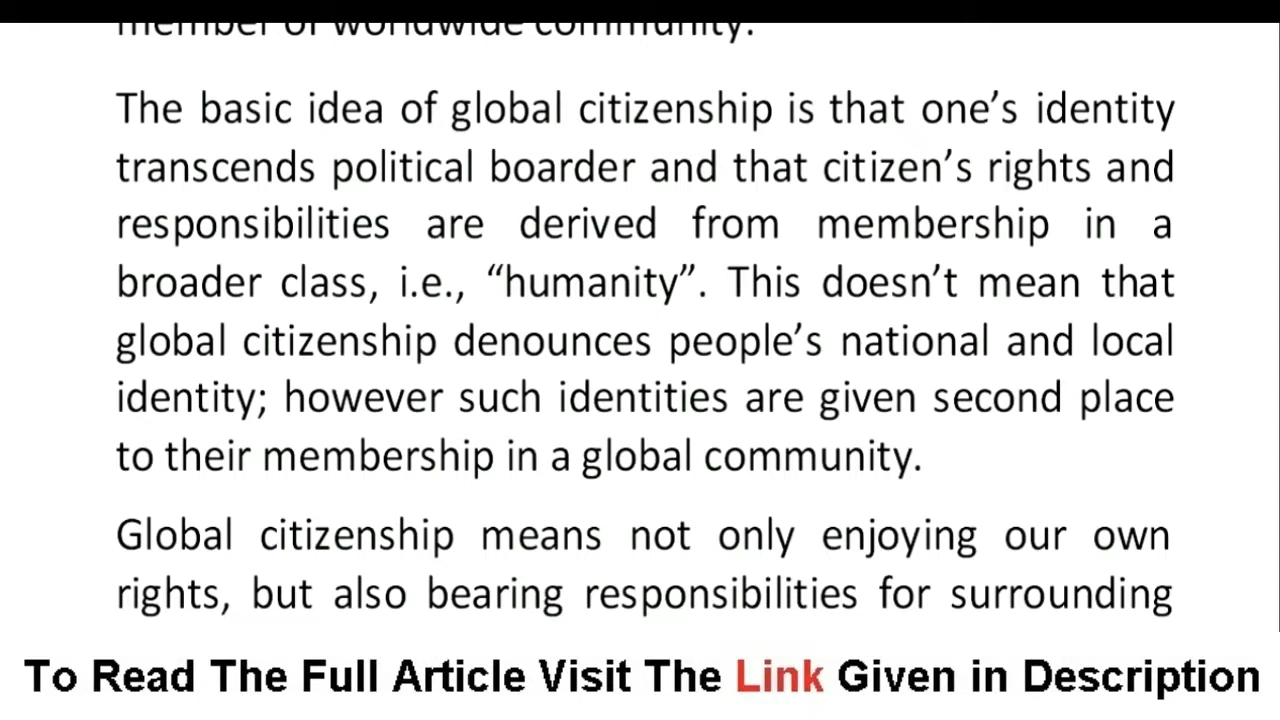 member of worldwide community.
The basic idea of global citizenship is that one’s identity
transcends political boarder and that citizen’s rights and
responsibilities are derived from membership in a
broader class, i.e., “humanity”. This doesn’t mean that
global citizenship denounces people’s national and local
identity; however such identities are given second place
to their membership in a global community.
Global citizenship means not only enjoying our own
rights, but also bearing responsibilities for surrounding
To Read The Full Article Visit The Link Given in Description